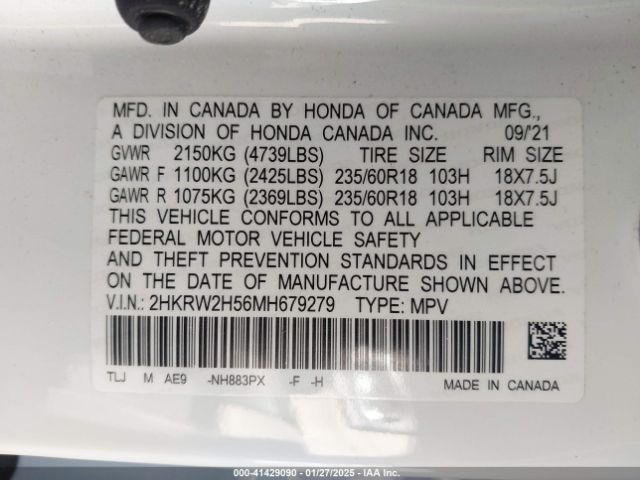 MFD. IN CANADA BY HONDA OF CANADA MFG.,
A DIVISION OF HONDA CANADA INC. 09/'21
GVWR 2150KG (4739LBS) TIRE SIZE RIM SIZE
GAWR F 1100KG (2425LBS) 235/60R18 103H 18X7.5J
GAWR R 1075KG (2369LBS) 235/60R18 103H 18X7.5J
THIS VEHICLE CONFORMS TO ALL APPLICABLE
FEDERAL MOTOR VEHICLE SAFETY
AND THEFT PREVENTION STANDARDS IN EFFECT
ON THE DATE OF MANUFACTURE SHOWN ABOVE.
V.I.N.: 2HKRW2H56MH679279 TYPE: MPV
TLJ M AE9 -NH883PX -F -H MADE IN CANADA
000-41429090 - 01/27/2025 - IAA Inc.